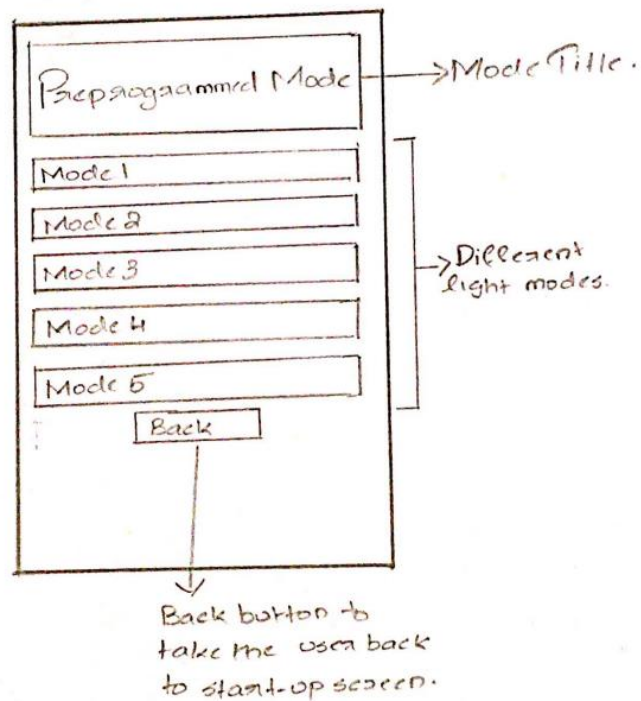 Preprogrammed Mode
Mode Title.
Mode 1
Mode 2
Mode 3
Mode 4
Mode 5
Different
light modes.
Back
Back button to
take the user back
to start-up screen.